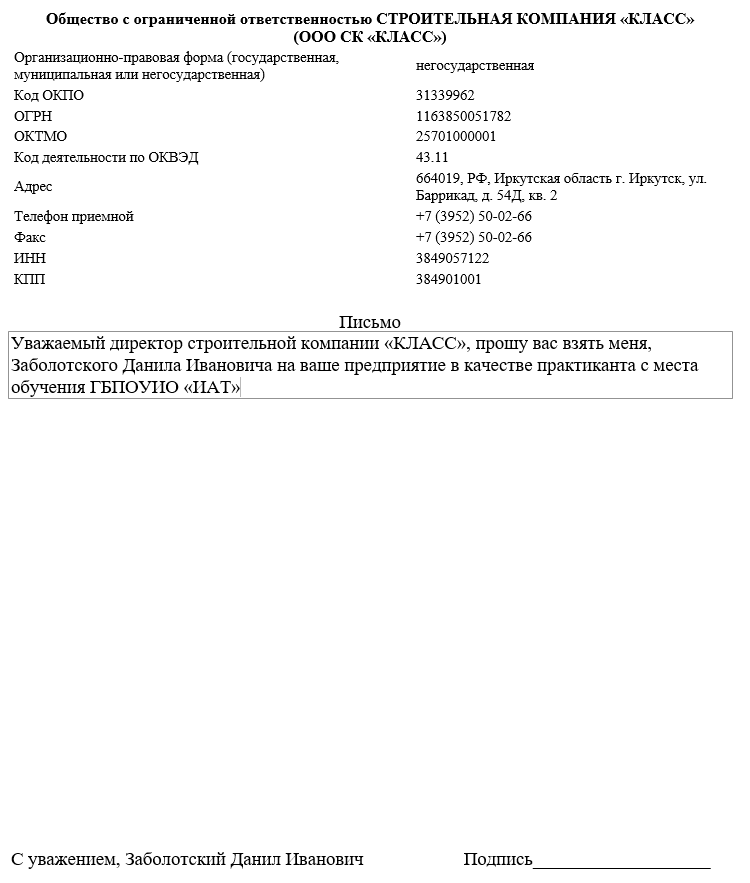 Общество с ограниченной ответственностью СТРОИТЕЛЬНАЯ КОМПАНИЯ «КЛАСС»
(ООО СК «КЛАСС»)
Организационно-правовая форма (государственная,
муниципальная или негосударственная)
негосударственная
Код ОКПО 31339962
ОГРН 1163850051782
ОКТМО 25701000001
Код деятельности по ОКВЭД 43.11
Адрес
664019, РФ, Иркутская область г. Иркутск, ул.
Баррикад, д. 54Д, кв. 2
Телефон приемной +7 (3952) 50-02-66
Факс +7 (3952) 50-02-66
ИНН 3849057122
КПП 384901001
Письмо
Уважаемый директор строительной компании «КЛАСС», прошу вас взять меня,
Заболотского Данила Ивановича на ваше предприятие в качестве практиканта с места
обучения ГБПОУИО «ИАТ»
С уважением, Заболотский Данил Иванович Подпись____________________